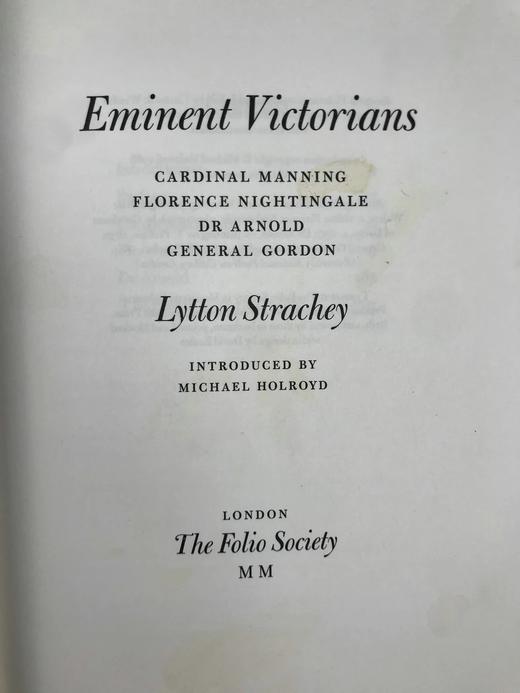 Eminent Victorians
CARDINAL MANNING
FLORENCE NIGHTINGALE
DR ARNOLD
GENERAL GORDON
Lytton Strachey
INTRODUCED BY
MICHAEL HOLROYD
LONDON
The Folio Society
MM